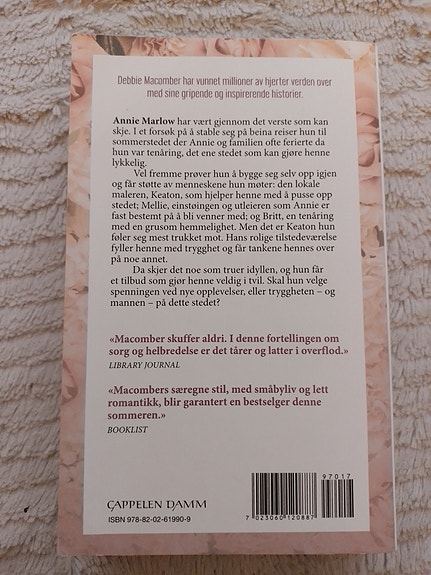 Debbie Macomber har vunnet millioner av hjerter verden over
med sine gripende og inspirerende historier.
Annie Marlow har vært gjennom det verste som kan
skje. I et forsøk på å stable seg på beina reiser hun til
sommerstedet der Annie og familien ofte ferierte da
hun var tenåring, det ene stedet som kan gjøre henne
lykkelig.
Vel fremme prøver hun å bygge seg selv opp igjen
og får støtte av menneskene hun møter: den lokale
maleren, Keaton, som hjelper henne med å pusse opp
stedet; Mellie, einstøingen og utleieren som Annie er
fast bestemt på å bli venner med; og Britt, en tenåring
med en grusom hemmelighet. Men det er Keaton hun
føler seg mest trukket mot. Hans rolige tilstedeværelse
fyller henne med trygghet og får tankene hennes over
på noe annet.
Da skjer det noe som truer idyllen, og hun får
et tilbud som gjør henne veldig i tvil. Skal hun velge
spenningen ved nye opplevelser, eller tryggheten – og
mannen – på dette stedet?
«Macomber skuffer aldri. I denne fortellingen om
sorg og helbredelse er det tårer og latter i overflod.»
LIBRARY JOURNAL
«Macombers særegne stil, med småbyliv og lett
romantikk, blir garantert en bestselger denne
sommeren.»
BOOKLIST
97017
CAPPELEN DAMM
ISBN 978-82-02-61990-9
7 023060 120887